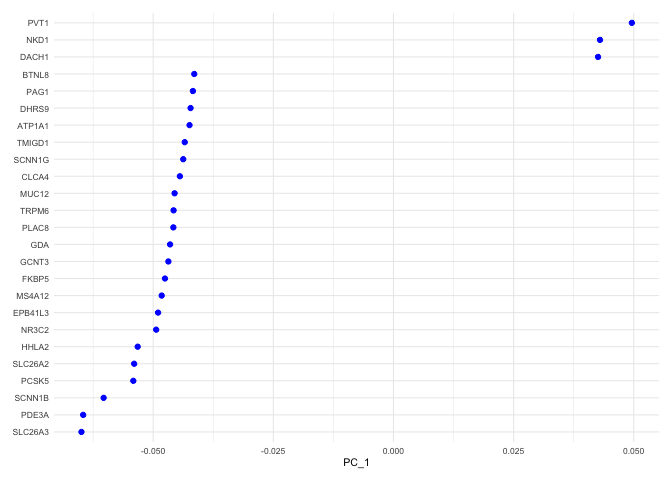 PVT1
NKD1
DACH1
BTNL8
PAG1
DHRS9
ATP1A1
TMIGD1
SCNN1G
CLCA4
MUC12
TRPM6
PLAC8
GDA
GCNT3
FKBP5
MS4A12
EPB41L3
NR3C2
HHLA2
SLC26A2
PCSK5
SCNN1B
PDE3A
SLC26A3
-0.050 -0.025 0.000 0.025 0.050
PC_1